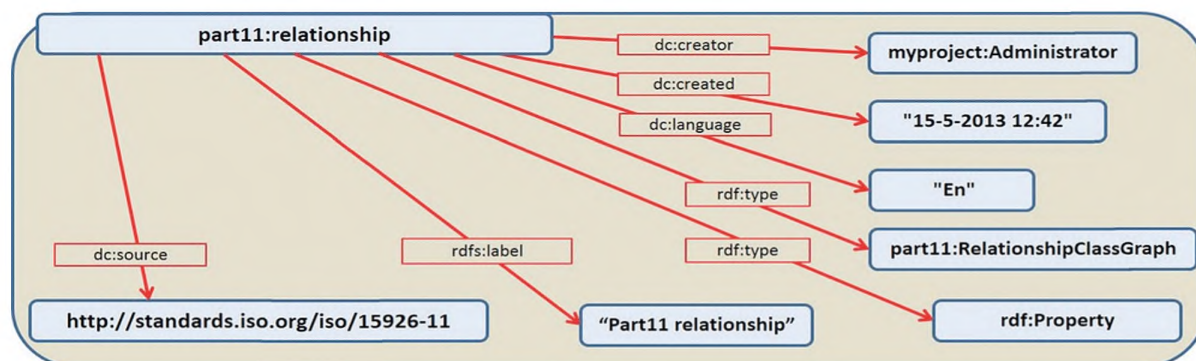 part11:relationship
dc:creator
myproject:Administrator
dc:created
"15-5-2013 12:42"
dc:language
"En"
rdf:type
part11:RelationshipClassGraph
dc:source
rdfs:label
rdf:type
http://standards.iso.org/iso/15926-11
“Part11 relationship”
rdf:Property